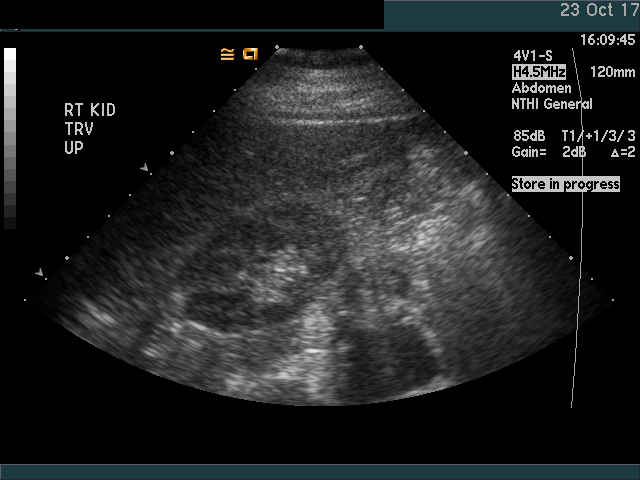 23 Oct 17
16:09:45
4V1-S
H4.5MHz 120mm
Abdomen
NTHI General
85dB T1/+1/3/3
Gain= 2dB Δ=2
Store in progress
RT KID
TRV
UP